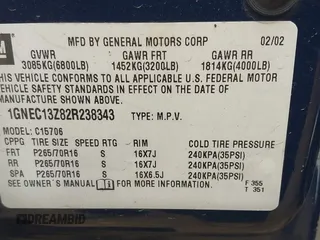 GM
MFD BY GENERAL MOTORS CORP 02/02
GVWR GAWR FRT GAWR RR
3085KG(6800LB) 1452KG(3200LB) 1814KG(4000LB)
THIS VEHICLE CONFORMS TO ALL APPLICABLE U.S. FEDERAL MOTOR
VEHICLE SAFETY STANDARDS IN EFFECT ON THE DATE OF
MANUFACTURE SHOWN ABOVE.
1GNEC13Z82R238343 TYPE: M.P.V.
MODEL: C15706
CPPG TIRE SIZE SPEED RTG RIM COLD TIRE PRESSURE
FRT P265/70R16 S 16X7J 240KPA(35PSI)
RR P265/70R16 S 16X7J 240KPA(35PSI)
SPA P265/70R16 S 16X6.5J 240KPA(35PSI)
SEE OWNER'S MANUAL FOR ADDITIONAL INFORMATION F 355
T 351
DREAMBID